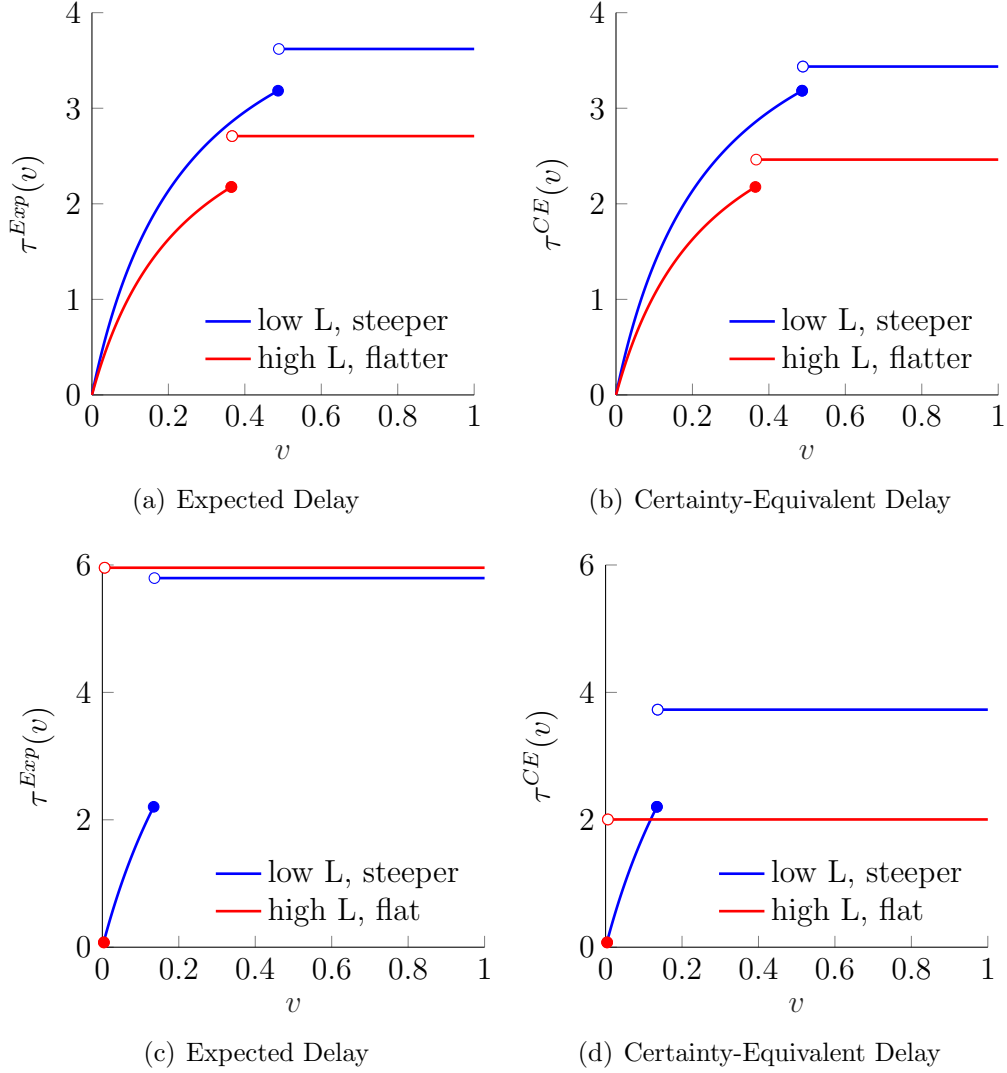 4
3
2
1
0
0
0.2
0.4
0.6
0.8
1
v
τ^{Exp}(v)
low L, steeper
high L, flatter
(a) Expected Delay
4
3
2
1
0
0
0.2
0.4
0.6
0.8
1
v
τ^{CE}(v)
low L, steeper
high L, flatter
(b) Certainty-Equivalent Delay
6
4
2
0
0
0.2
0.4
0.6
0.8
1
v
τ^{Exp}(v)
low L, steeper
high L, flat
(c) Expected Delay
6
4
2
0
0
0.2
0.4
0.6
0.8
1
v
τ^{CE}(v)
low L, steeper
high L, flat
(d) Certainty-Equivalent Delay